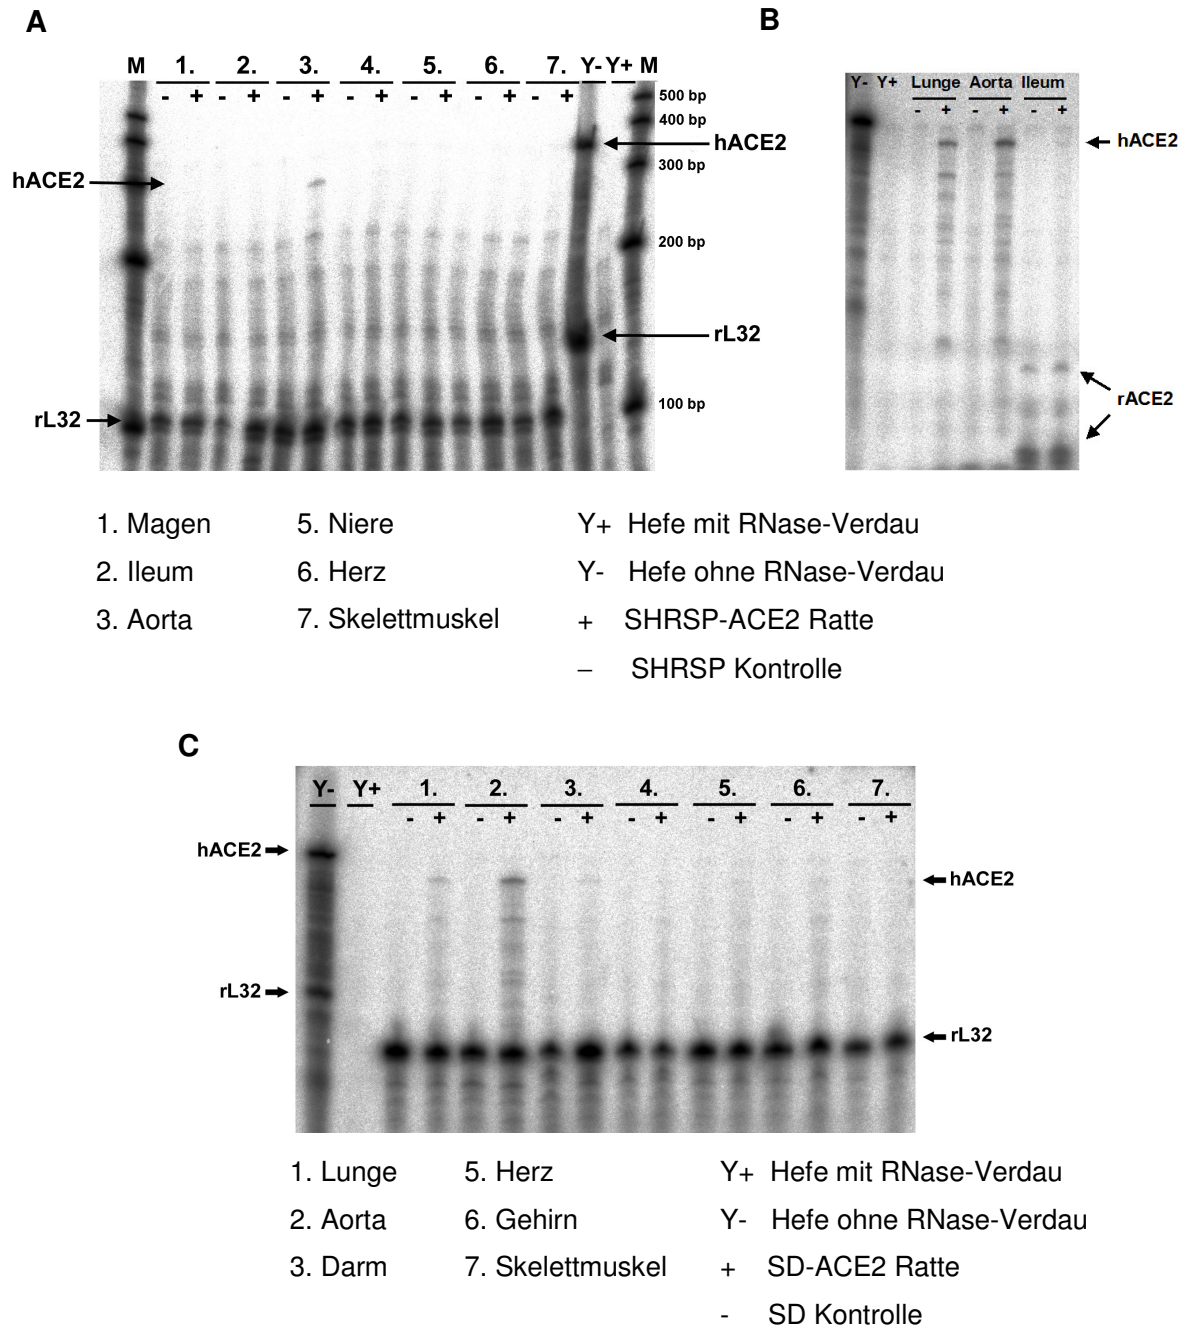 A
B
M 1. 2. 3. 4. 5. 6. 7. Y- Y+ M
- + - + - + - + - + - + - +
500 bp
400 bp
hACE2
300 bp
hACE2
200 bp
rL32
100 bp
rL32
Y- Y+ Lunge Aorta Ileum
- + - + - +
hACE2
rACE2
1. Magen 5. Niere Y+ Hefe mit RNase-Verdau
2. Ileum 6. Herz Y- Hefe ohne RNase-Verdau
3. Aorta 7. Skelettmuskel + SHRSP-ACE2 Ratte
– SHRSP Kontrolle
C
Y- Y+ 1. 2. 3. 4. 5. 6. 7.
- + - + - + - + - + - + - +
hACE2
hACE2
rL32
rL32
1. Lunge 5. Herz Y+ Hefe mit RNase-Verdau
2. Aorta 6. Gehirn Y- Hefe ohne RNase-Verdau
3. Darm 7. Skelettmuskel + SD-ACE2 Ratte
- SD Kontrolle